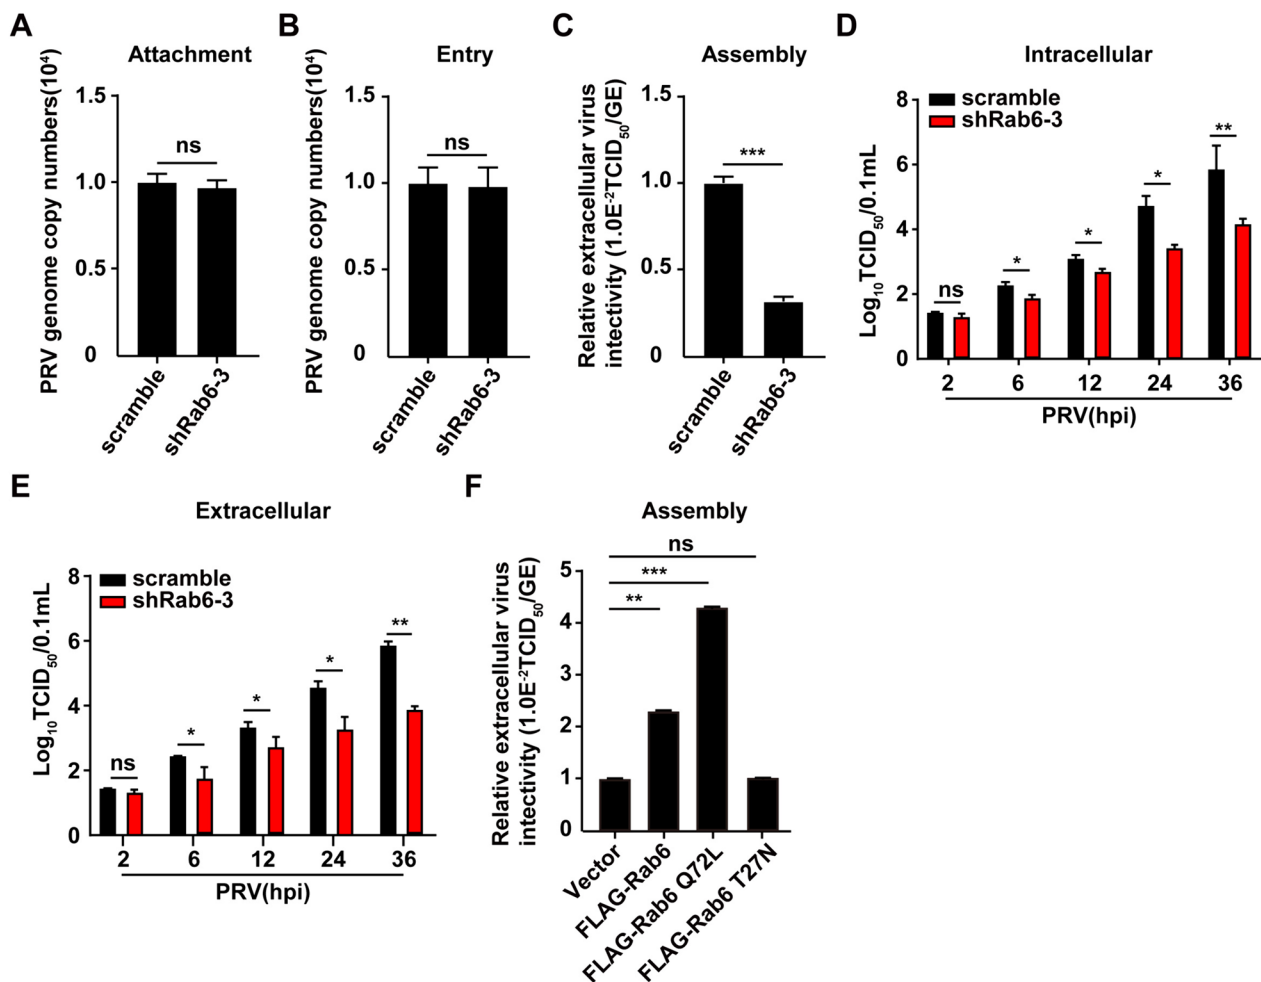 A
Attachment
PRV genome copy numbers(10⁴)
1.5
1.0
0.5
0
ns
scramble
shRab6-3
B
Entry
PRV genome copy numbers(10⁴)
1.5
1.0
0.5
0
ns
scramble
shRab6-3
C
Assembly
Relative extracellular virus
intectivity (1.0E⁻²TCID₅₀/GE)
1.5
1.0
0.5
0
***
scramble
shRab6-3
D
Intracellular
Log₁₀TCID₅₀/0.1mL
8
6
4
2
0
scramble
shRab6-3
ns
*
*
*
**
2 6 12 24 36
PRV(hpi)
E
Extracellular
Log₁₀TCID₅₀/0.1mL
8
6
4
2
0
scramble
shRab6-3
ns
*
*
*
**
2 6 12 24 36
PRV(hpi)
F
Assembly
Relative extracellular virus
intectivity (1.0E⁻²TCID₅₀/GE)
5
4
3
2
1
0
ns
***
**
Vector
FLAG-Rab6
FLAG-Rab6 Q72L
FLAG-Rab6 T27N